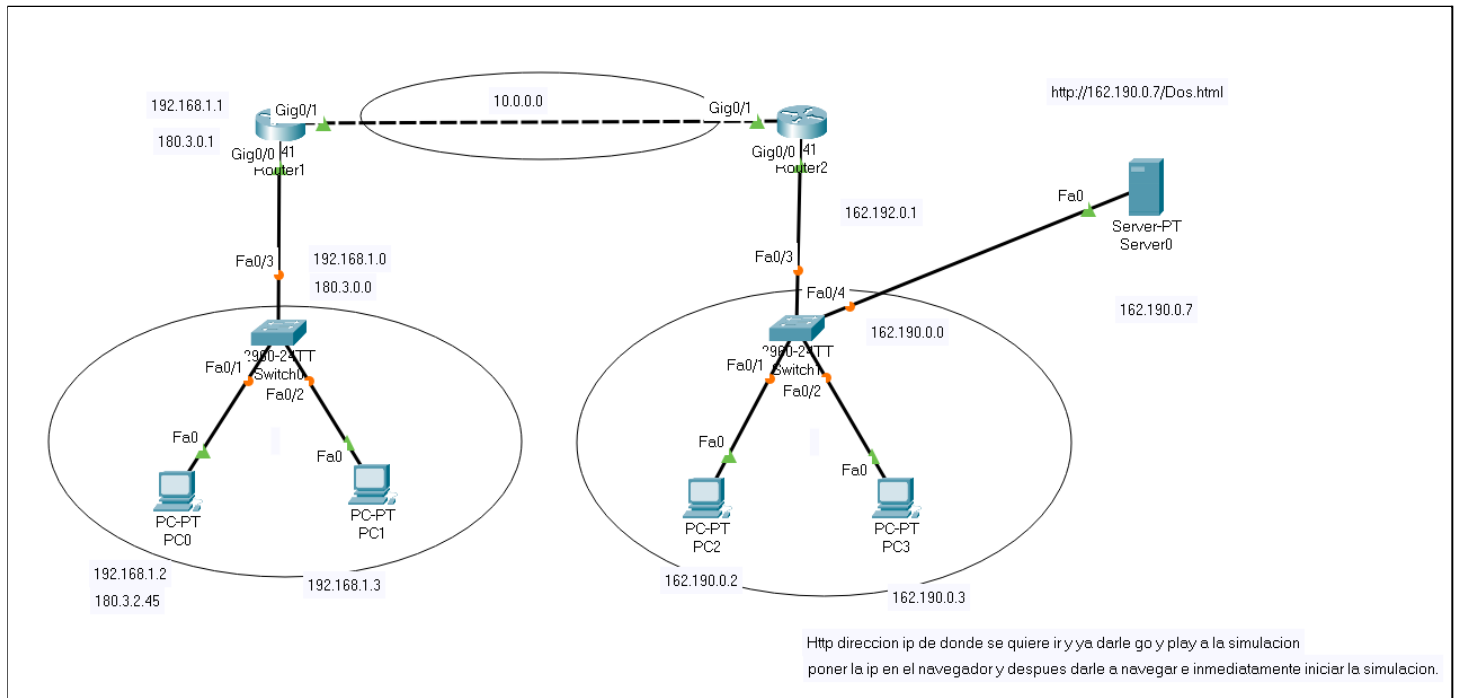 192.168.1.1
180.3.0.1
Gig0/1
10.0.0.0
Gig0/1
http://162.190.0.7/Dos.html
Gig0/0
41
Router1
Gig0/0
41
Router2
162.192.0.1
Fa0
Server-PT
Server0
162.190.0.7
Fa0/3
192.168.1.0
180.3.0.0
Fa0/3
Fa0/4
162.190.0.0
2960-24TT
Switch0
Fa0/1
Fa0/2
2960-24TT
Switch1
Fa0/1
Fa0/2
Fa0
Fa0
Fa0
Fa0
PC-PT
PC0
PC-PT
PC1
PC-PT
PC2
PC-PT
PC3
192.168.1.2
180.3.2.45
192.168.1.3
162.190.0.2
162.190.0.3
Http direccion ip de donde se quiere ir y ya darle go y play a la simulacion
poner la ip en el navegador y despues darle a navegar e inmediatamente iniciar la simulacion.